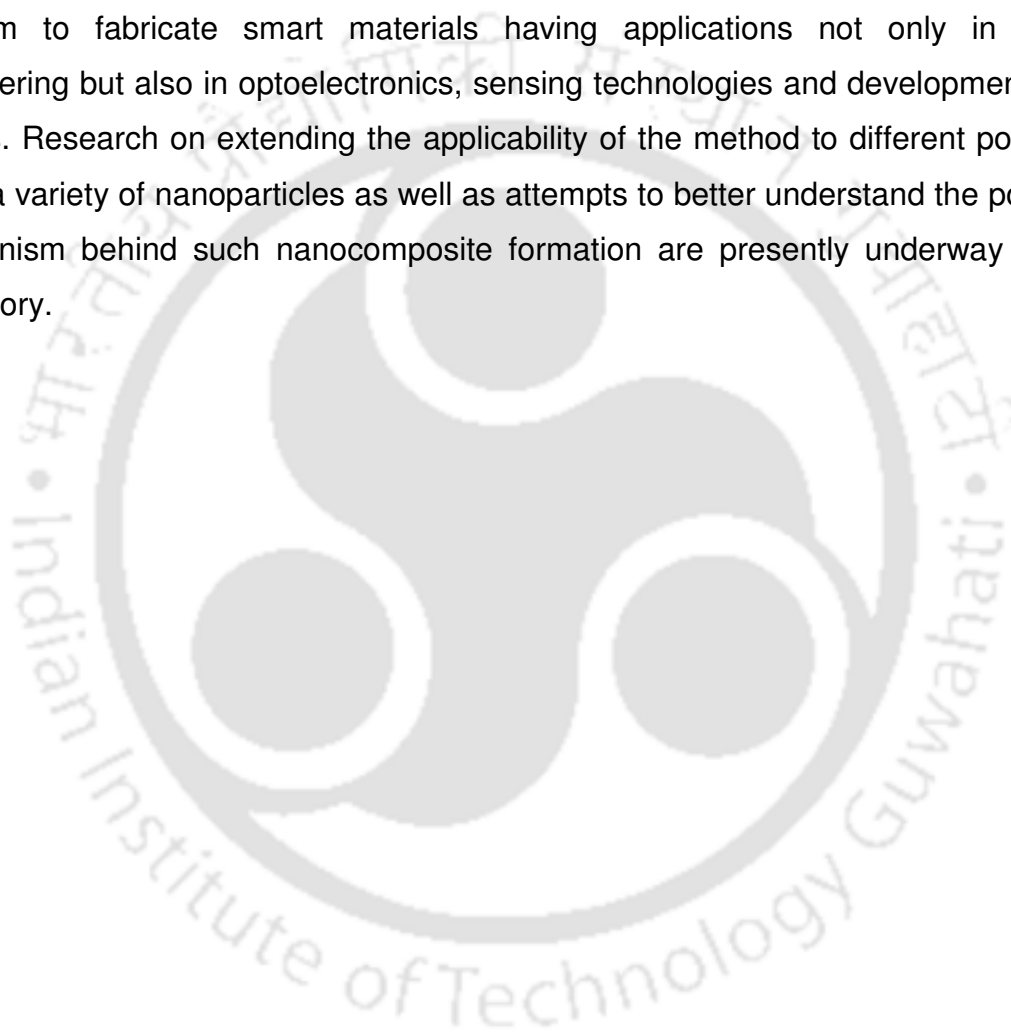 m to fabricate smart materials having applications not only in
ering but also in optoelectronics, sensing technologies and developmen
. Research on extending the applicability of the method to different po
a variety of nanoparticles as well as attempts to better understand the po
nism behind such nanocomposite formation are presently underway
ory.
Indian Institute of Technology Guwahati